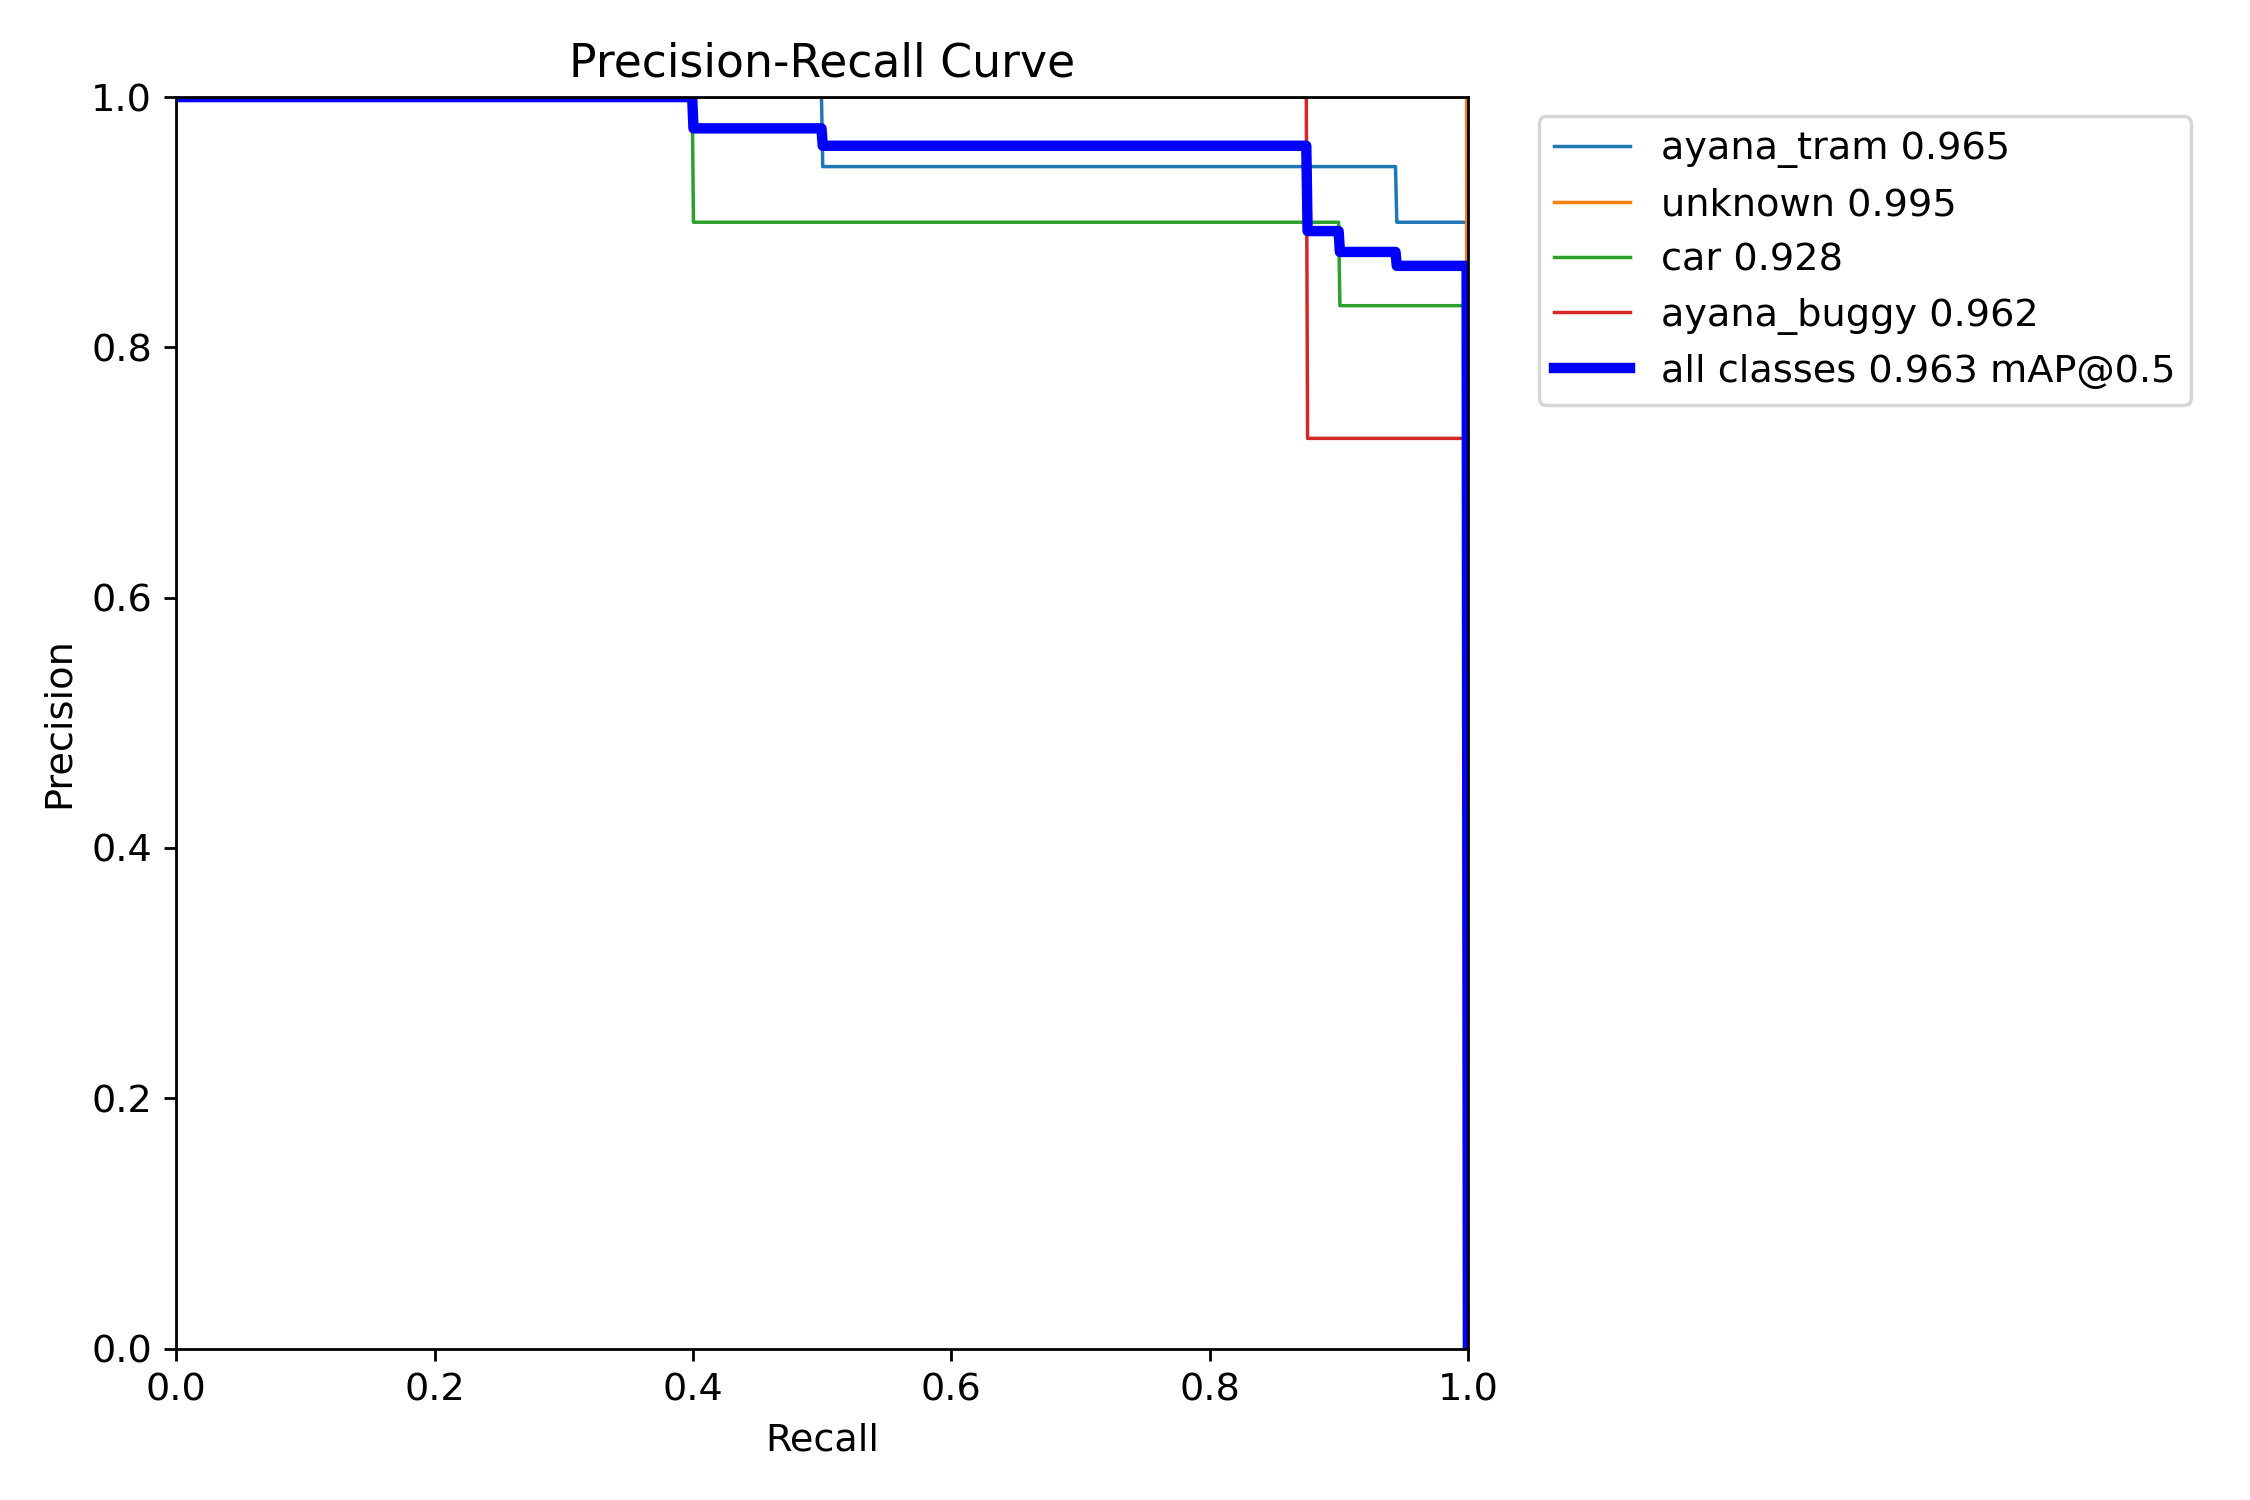 Precision-Recall Curve
1.0
0.8
0.6
0.4
0.2
0.0
Precision
0.0 0.2 0.4 0.6 0.8 1.0
Recall
ayana_tram 0.965
unknown 0.995
car 0.928
ayana_buggy 0.962
all classes 0.963 mAP@0.5